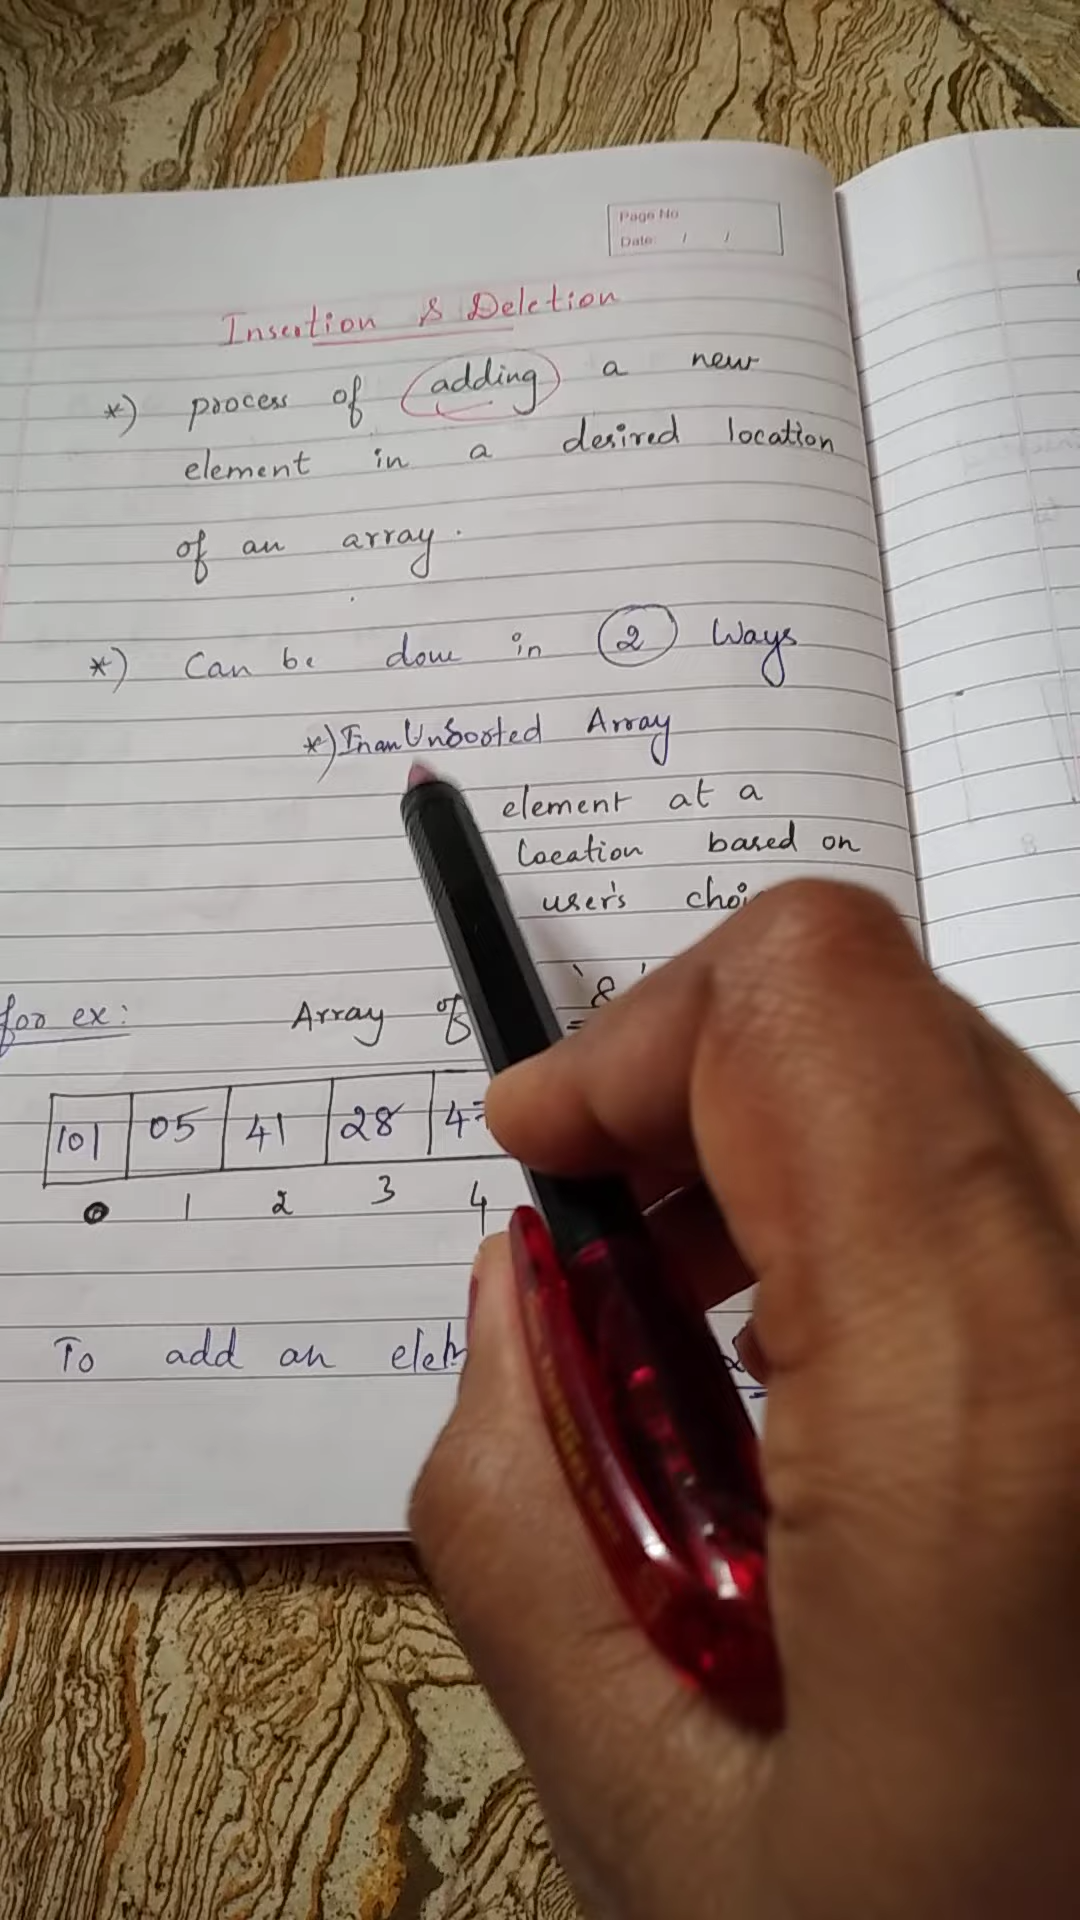 Page No
Date: / /
Insertion & Deletion
*) process of adding a new
element in a desired location
of an array.
*) Can be done in 2 Ways
*) In an Unsorted Array
element at a
location based on
user's
for ex: Array of '8'
101 05 41 28
0 1 2 3 4
To add an